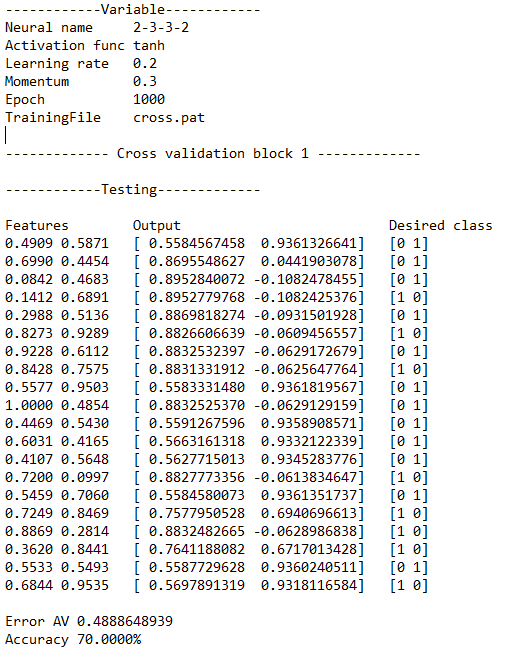 ------------Variable------------
Neural name     2-3-3-2
Activation func tanh
Learning rate   0.2
Momentum        0.3
Epoch           1000
TrainingFile    cross.pat
------------- Cross validation block 1 -------------
------------Testing-------------
Features        Output                          Desired class
0.4909 0.5871   [ 0.5584567458  0.9361326641]   [0 1]
0.6990 0.4454   [ 0.8695548627  0.0441903078]   [0 1]
0.0842 0.4683   [ 0.8952840072 -0.1082478455]   [0 1]
0.1412 0.6891   [ 0.8952779768 -0.1082425376]   [1 0]
0.2988 0.5136   [ 0.8869818274 -0.0931501928]   [0 1]
0.8273 0.9289   [ 0.8826606639 -0.0609456557]   [1 0]
0.9228 0.6112   [ 0.8832532397 -0.0629172679]   [0 1]
0.8428 0.7575   [ 0.8831331912 -0.0625647764]   [1 0]
0.5577 0.9503   [ 0.5583331480  0.9361819567]   [0 1]
1.0000 0.4854   [ 0.8832525370 -0.0629129159]   [0 1]
0.4469 0.5430   [ 0.5591267596  0.9358908571]   [0 1]
0.6031 0.4165   [ 0.5663161318  0.9332122339]   [0 1]
0.4107 0.5648   [ 0.5627715013  0.9345283776]   [0 1]
0.7200 0.0997   [ 0.8827773356 -0.0613834647]   [1 0]
0.5459 0.7060   [ 0.5584580073  0.9361351737]   [0 1]
0.7249 0.8469   [ 0.7577950528  0.6940696613]   [1 0]
0.8869 0.2814   [ 0.8832482665 -0.0628986838]   [1 0]
0.3620 0.8441   [ 0.7641188082  0.6717013428]   [1 0]
0.5533 0.5493   [ 0.5587729628  0.9360240511]   [0 1]
0.6844 0.9535   [ 0.5697891319  0.9318116584]   [1 0]
Error AV 0.4888648939
Accuracy 70.0000%